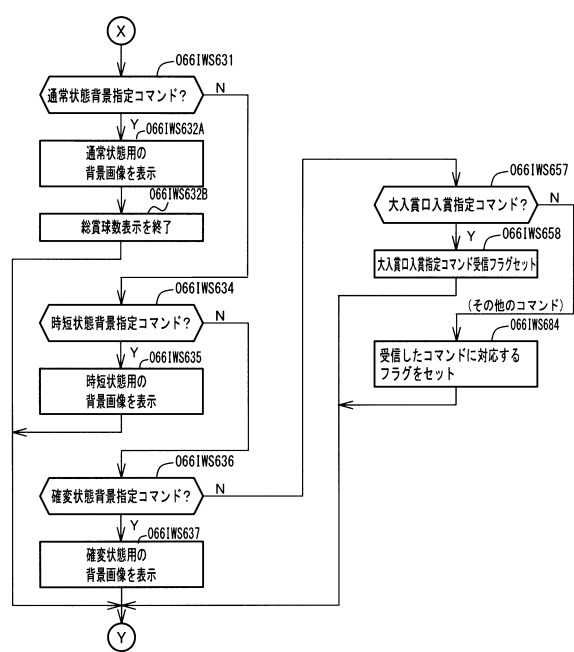 X
066IWS631
通常状態背景指定コマンド?
N
Y
066IWS632A
通常状態用の
背景画像を表示
066IWS632B
総賞球数表示を終了
066IWS634
時短状態背景指定コマンド?
N
Y
066IWS635
時短状態用の
背景画像を表示
066IWS636
確変状態背景指定コマンド?
N
Y
066IWS637
確変状態用の
背景画像を表示
Y
066IWS657
大入賞口入賞指定コマンド?
N
Y
066IWS658
大入賞口入賞指定コマンド受信フラグセット
(その他のコマンド)
066IWS684
受信したコマンドに対応する
フラグをセット